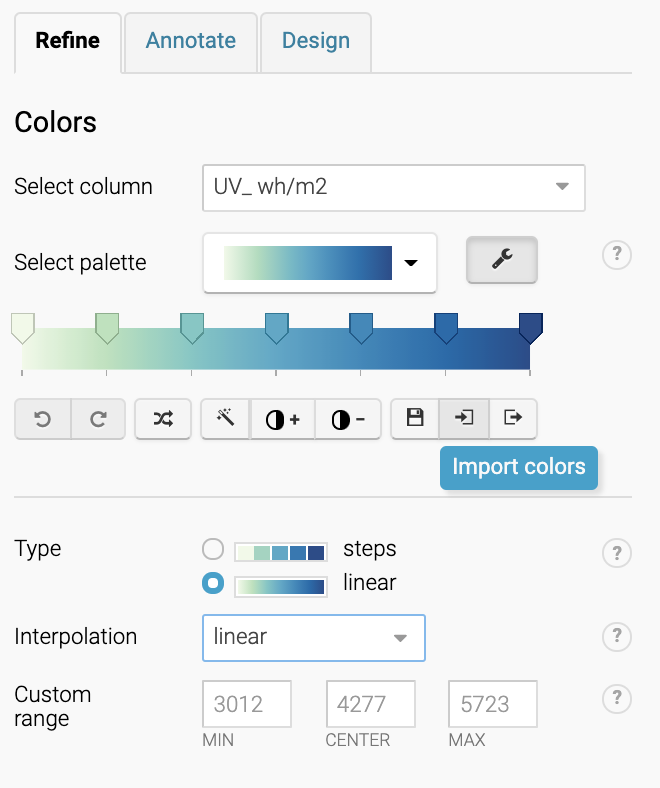 Refine Annotate Design
Colors
Select column UV_ wh/m2
Select palette ?
+ −
Import colors
Type steps ?
linear
Interpolation linear ?
Custom
range 3012 4277 5723 ?
MIN CENTER MAX